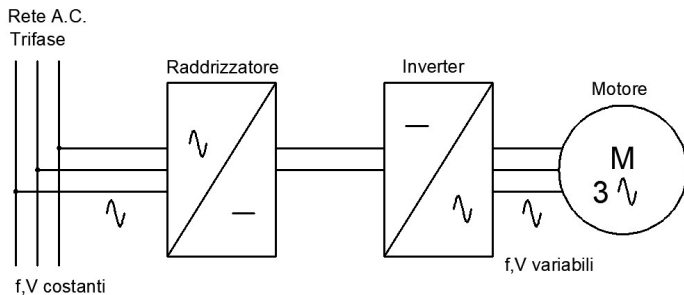 Rete A.C.
Trifase
Raddrizzatore
Inverter
Motore
M
3
f,V costanti
f,V variabili